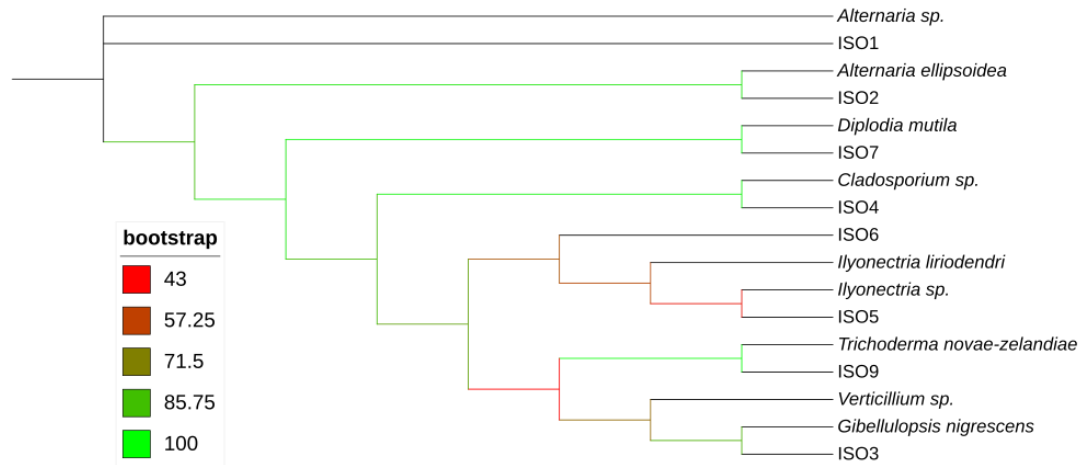 Alternaria sp.
ISO1
Alternaria ellipsoidea
ISO2
Diplodia mutila
ISO7
Cladosporium sp.
ISO4
ISO6
Ilyonectria liriodendri
Ilyonectria sp.
ISO5
Trichoderma novae-zelandiae
ISO9
Verticillium sp.
Gibellulopsis nigrescens
ISO3
bootstrap
43
57.25
71.5
85.75
100